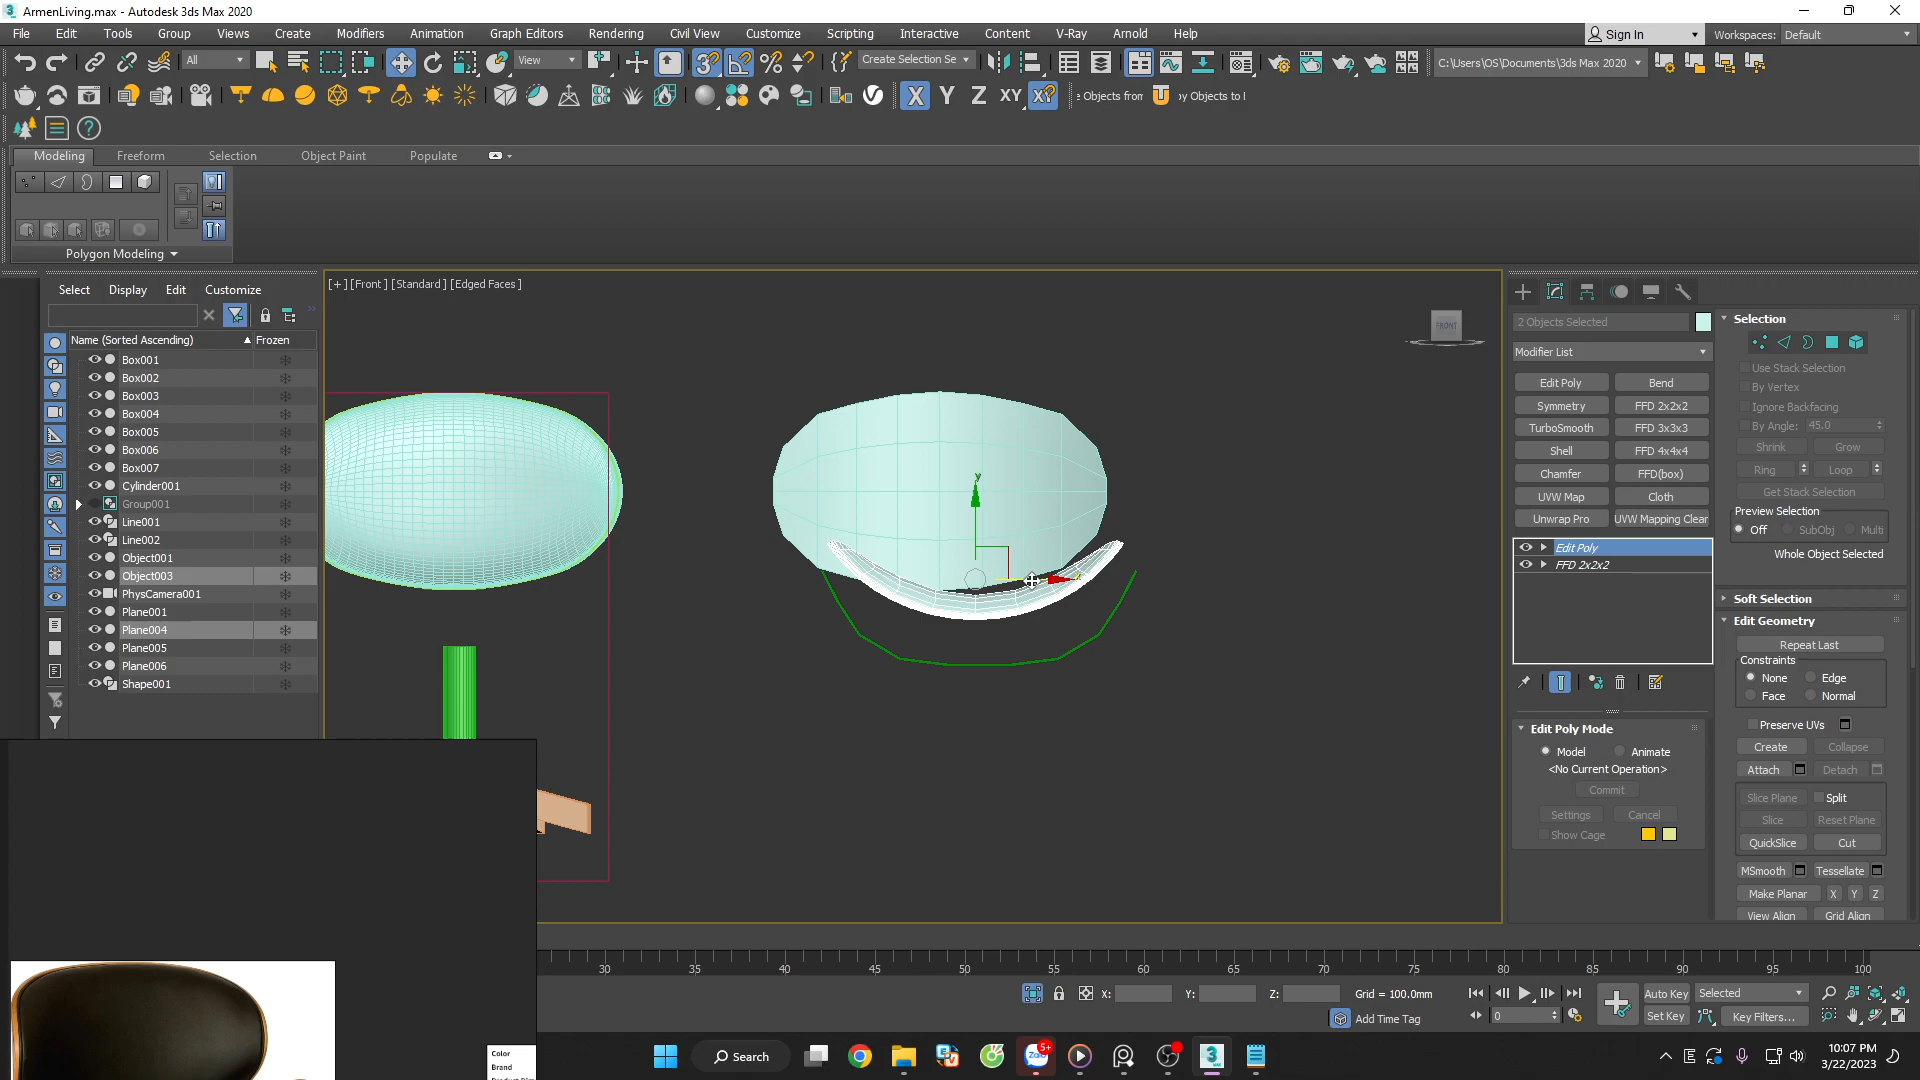 ArmenLiving.max - Autodesk 3ds Max 2020
File Edit Tools Group Views Create Modifiers Animation Graph Editors Rendering Civil View Customize Scripting Interactive Content V-Ray Arnold Help
Sign In Workspaces: Default
All View Create Selection Se C:\Users\OS\Documents\3ds Max 2020
X Y Z XY XY e Objects from y Objects to l
Modeling Freeform Selection Object Paint Populate
Polygon Modeling
Select Display Edit Customize
Name (Sorted Ascending) Frozen
Box001
Box002
Box003
Box004
Box005
Box006
Box007
Cylinder001
Group001
Line001
Line002
Object001
Object003
PhysCamera001
Plane001
Plane004
Plane005
Plane006
Shape001
[+] [Front ] [Standard ] [Edged Faces ]
FRONT
y
2 Objects Selected
Modifier List
Edit Poly Bend
Symmetry FFD 2x2x2
TurboSmooth FFD 3x3x3
Shell FFD 4x4x4
Chamfer FFD(box)
UVW Map Cloth
Unwrap Pro UVW Mapping Clear
Edit Poly
FFD 2x2x2
Edit Poly Mode
Model Animate
<No Current Operation>
Commit
Settings Cancel
Show Cage
Selection
Use Stack Selection
By Vertex
Ignore Backfacing
By Angle: 45.0
Shrink Grow
Ring Loop
Get Stack Selection
Preview Selection
Off SubObj Multi
Whole Object Selected
Soft Selection
Edit Geometry
Repeat Last
Constraints
None Edge
Face Normal
Preserve UVs
Create Collapse
Attach Detach
Slice Plane Split
Slice Reset Plane
QuickSlice Cut
MSmooth Tessellate
Make Planar X Y Z
View Align Grid Align
30 35 40 45 50 55 60 65 70 75 80 85 90 95 100
X: Y: Z: Grid = 100.0mm
Add Time Tag
0
Auto Key Selected
Set Key Key Filters...
Color
Brand
Search
5+
Zalo
3
E
10:07 PM
3/22/2023